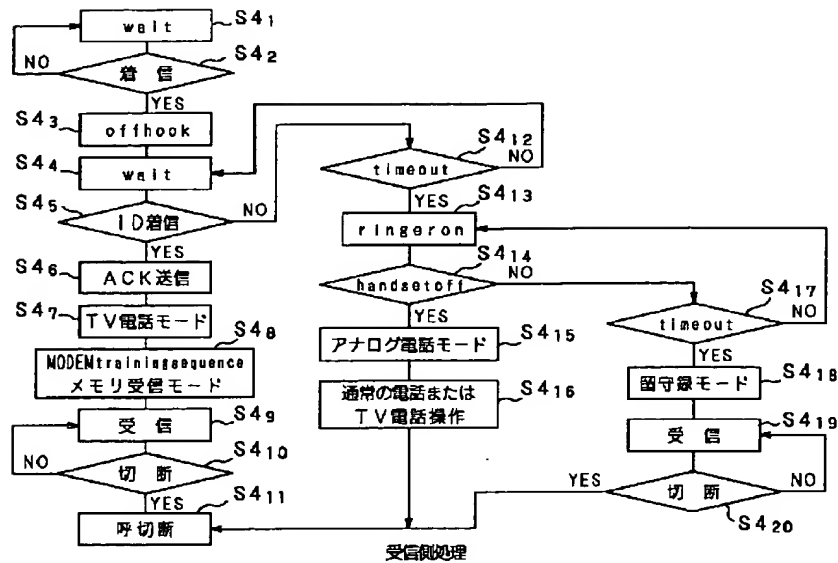 wait
S4₁
NO
着信
S4₂
YES
S4₃
offhook
S4₄
wait
S4₅
ID着信
NO
YES
S4₆
ACK送信
S4₇
TV電話モード
S4₈
MODEMtrainingsequence
メモリ受信モード
受信
S4₉
NO
切断
S4₁₀
YES
S4₁₁
呼切断
timeout
S4₁₂
NO
YES
S4₁₃
ringeron
S4₁₄
handsetoff
NO
YES
S4₁₅
アナログ電話モード
通常の電話または
TV電話操作
S4₁₆
timeout
S4₁₇
NO
YES
S4₁₈
留守録モード
S4₁₉
受信
YES
切断
NO
S4₂₀
受信側処理